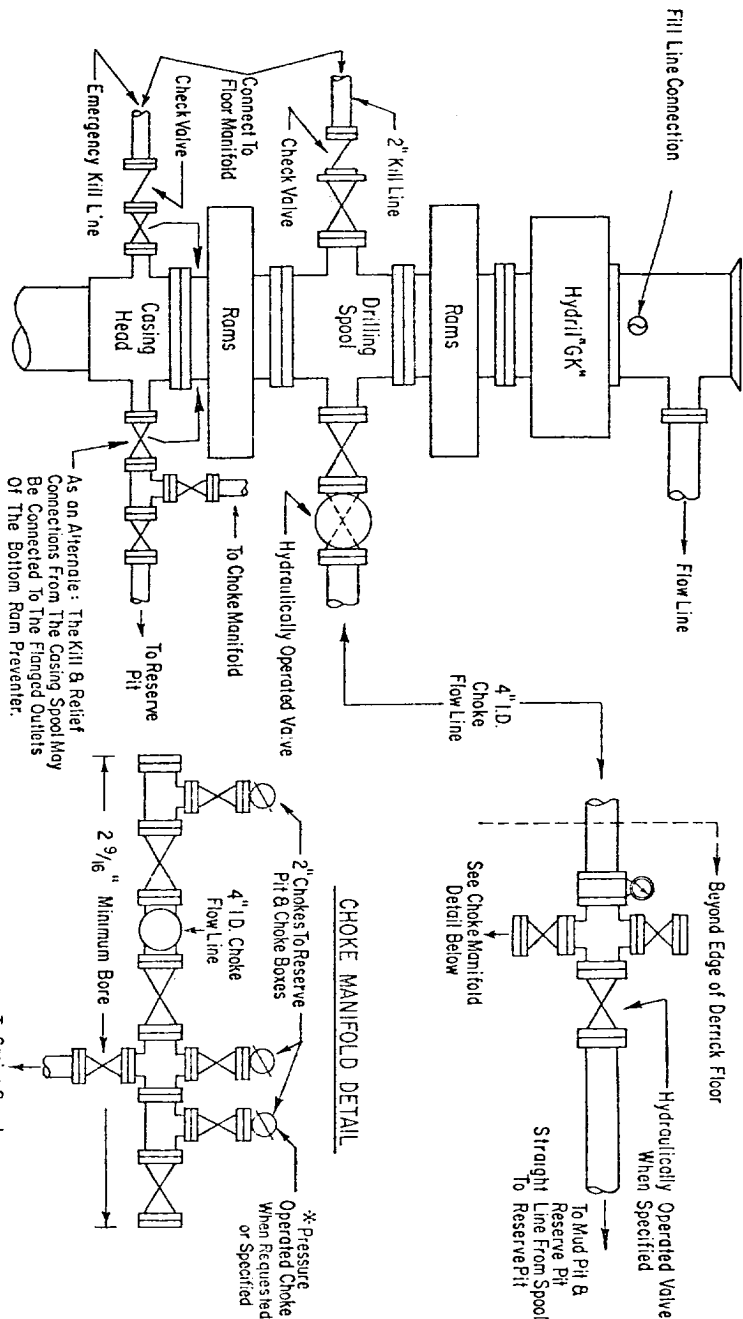 Fill Line Connection
Flow Line
Hydril "GK"
Rams
2" Kill Line
Check Valve
Drilling
Spool
Hydraulically Operated Valve
Connect To
Floor Manifold
Rams
Check Valve
Emergency Kill Line
Casing
Head
To Choke Manifold
To Reserve
Pit
As an Alternate: The Kill & Relief
Connections From The Casing Spool May
Be Connected To The Flanged Outlets
Of The Bottom Ram Preventer.
4" I.D.
Choke
Flow Line
Beyond Edge of Derrick Floor
Hydraulically Operated Valve
When Specified
See Choke Manifold
Detail Below
To Mud Pit &
Reserve Pit
Straight Line From Spool
To Reserve Pit
CHOKE MANIFOLD DETAIL
2" Chokes To Reserve
Pit & Choke Boxes
4" I.D. Choke
Flow Line
*Pressure
Operated Choke
When Requested
or Specified
2 9/16" Minimum Bore